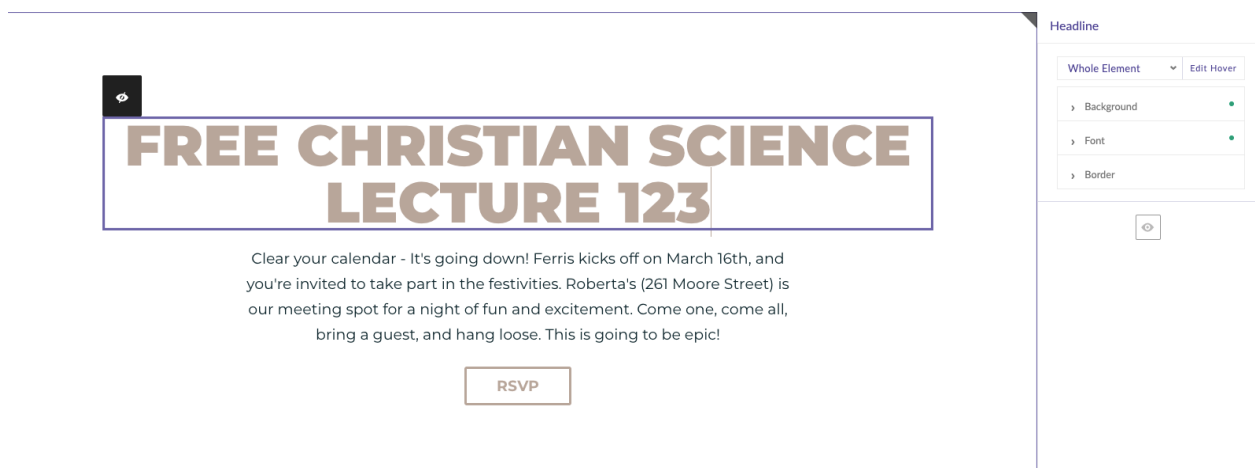 Headline
Whole Element
Edit Hover
Background
Font
Border
FREE CHRISTIAN SCIENCE
LECTURE 123
Clear your calendar - It's going down! Ferris kicks off on March 16th, and
you're invited to take part in the festivities. Roberta's (261 Moore Street) is
our meeting spot for a night of fun and excitement. Come one, come all,
bring a guest, and hang loose. This is going to be epic!
RSVP